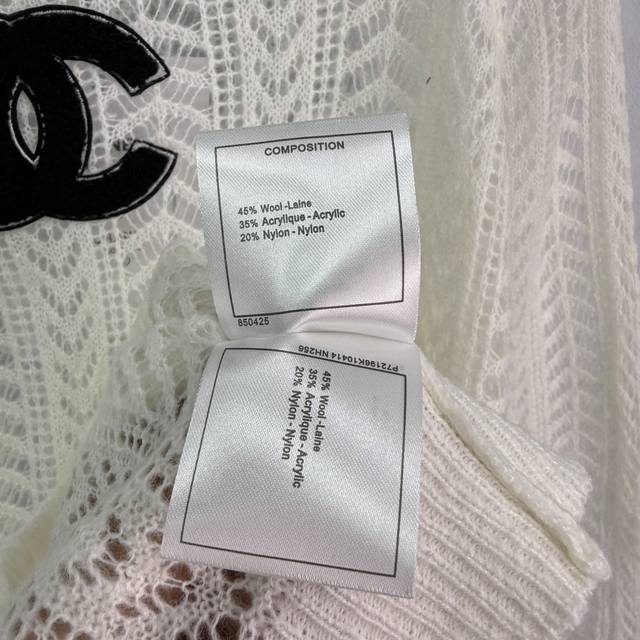 COMPOSITION
45% Wool -Laine
35% Acrylique - Acrylic
20% Nylon - Nylon
850425
P72196K10414 NH256
45% Wool-Laine
35% Acrylique - Acrylic
20% Nylon - Nylon